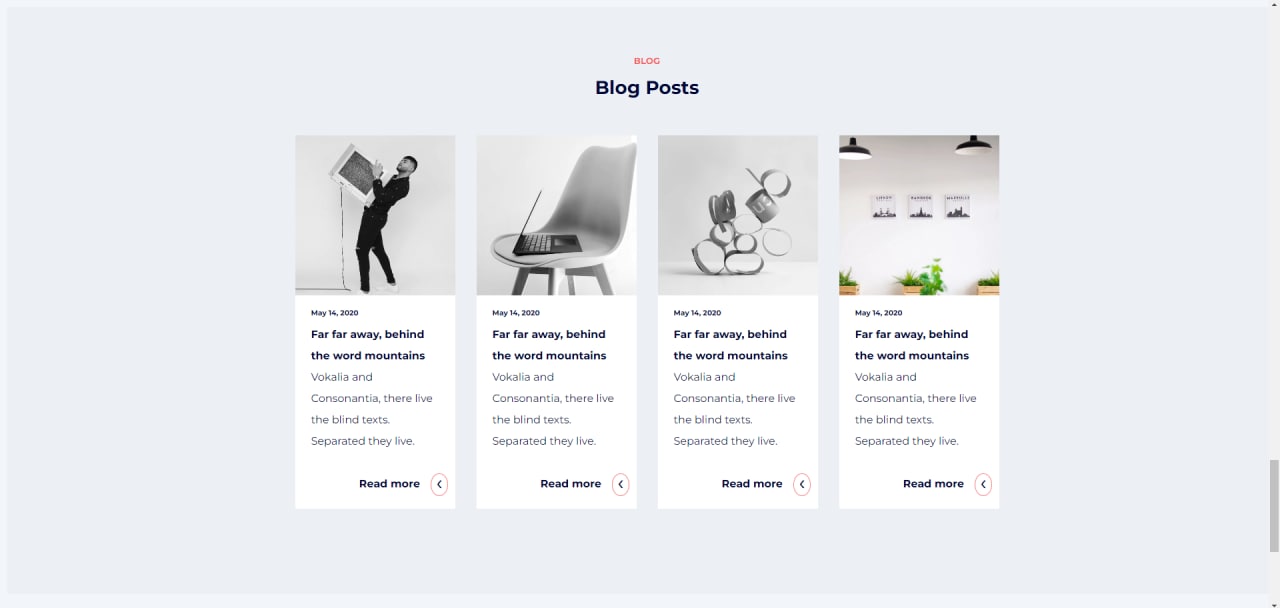 BLOG
Blog Posts
May 14, 2020
Far far away, behind
the word mountains
Vokalia and
Consonantia, there live
the blind texts.
Separated they live.
Read more
May 14, 2020
Far far away, behind
the word mountains
Vokalia and
Consonantia, there live
the blind texts.
Separated they live.
Read more
May 14, 2020
Far far away, behind
the word mountains
Vokalia and
Consonantia, there live
the blind texts.
Separated they live.
Read more
BANGKOK
MARSEILLE
May 14, 2020
Far far away, behind
the word mountains
Vokalia and
Consonantia, there live
the blind texts.
Separated they live.
Read more